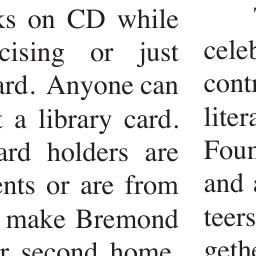 ks on CD while
cising or just
ard. Anyone can
t a library card.
ard holders are
ents or are from
make Bremond
r second home.
celeb
contr
litera
Foun
and a
teers
gethe